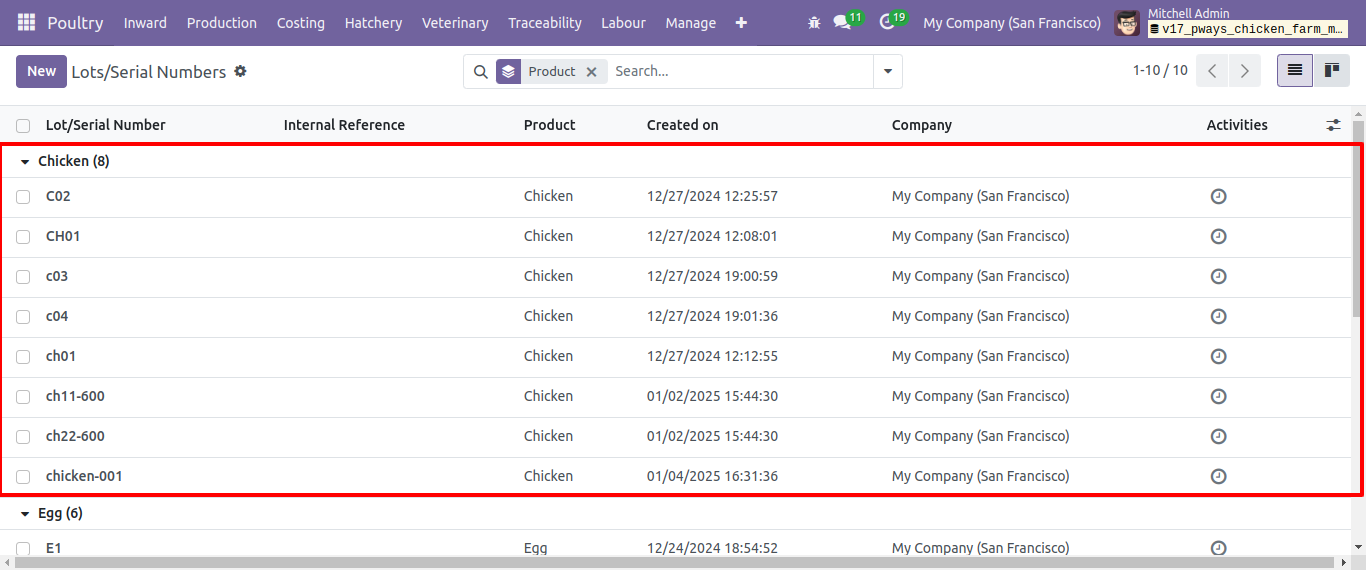 Poultry Inward Production Costing Hatchery Veterinary Traceability Labour Manage 11 19 My Company (San Francisco) Mitchell Admin
v17_pways_chicken_farm_m...
New Lots/Serial Numbers Product Search... 1-10 / 10
Lot/Serial Number Internal Reference Product Created on Company Activities
Chicken (8)
C02 Chicken 12/27/2024 12:25:57 My Company (San Francisco)
CH01 Chicken 12/27/2024 12:08:01 My Company (San Francisco)
c03 Chicken 12/27/2024 19:00:59 My Company (San Francisco)
c04 Chicken 12/27/2024 19:01:36 My Company (San Francisco)
ch01 Chicken 12/27/2024 12:12:55 My Company (San Francisco)
ch11-600 Chicken 01/02/2025 15:44:30 My Company (San Francisco)
ch22-600 Chicken 01/02/2025 15:44:30 My Company (San Francisco)
chicken-001 Chicken 01/04/2025 16:31:36 My Company (San Francisco)
Egg (6)
E1 Egg 12/24/2024 18:54:52 My Company (San Francisco)